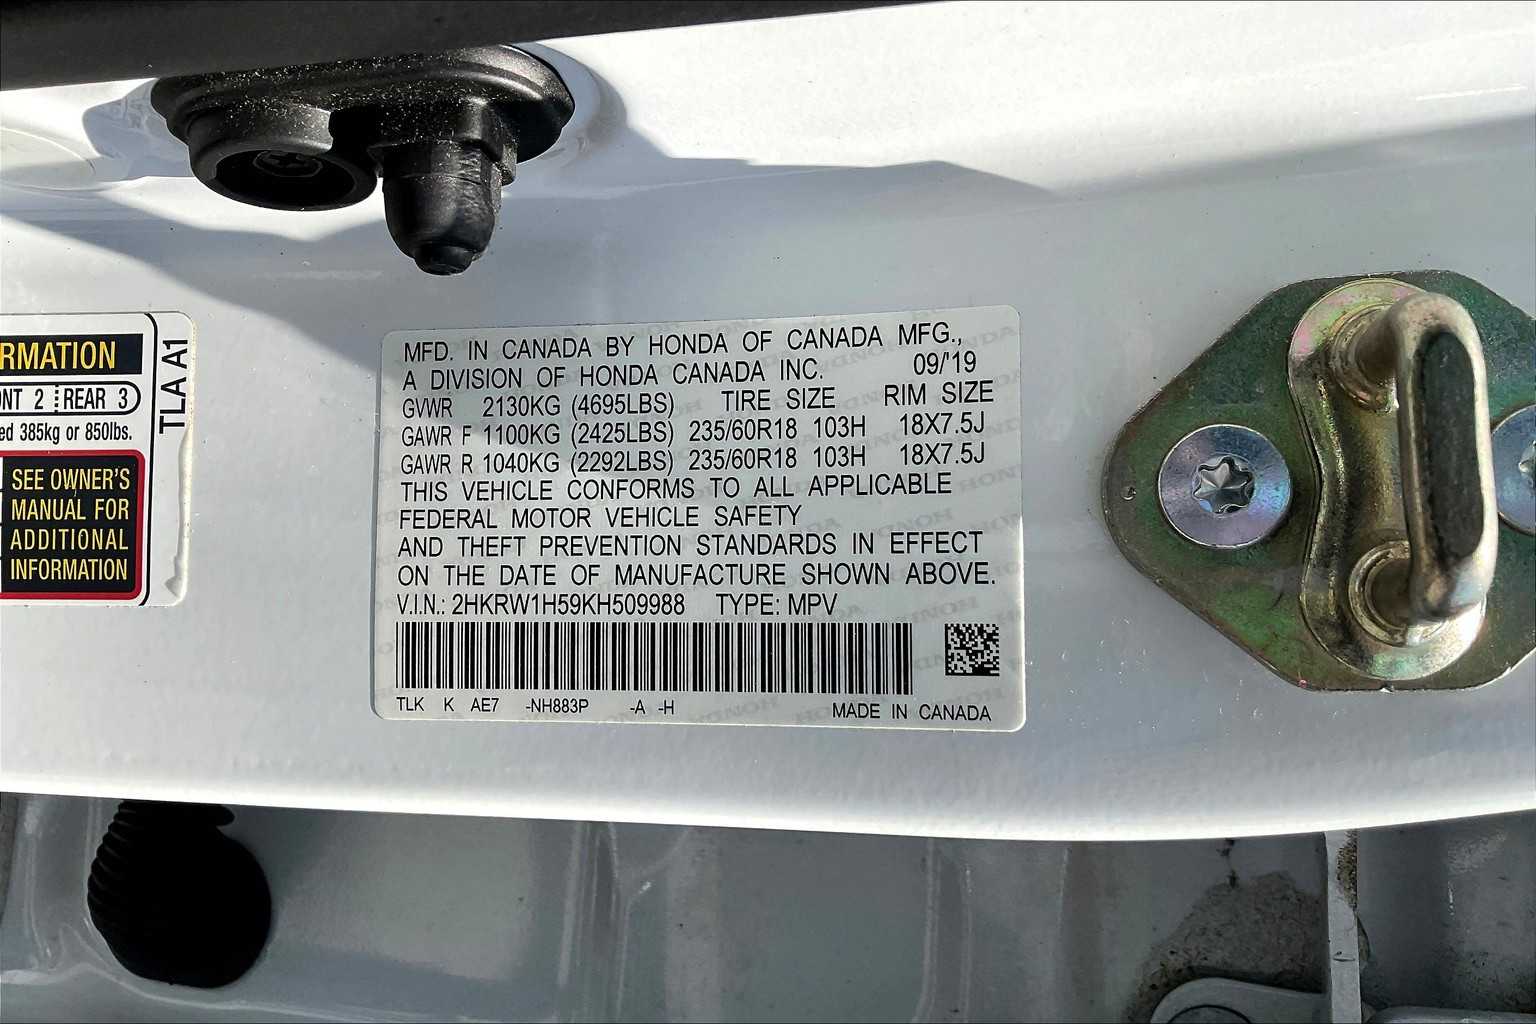 RMATION
NT 2 REAR 3
ed 385kg or 850lbs.
SEE OWNER'S
MANUAL FOR
ADDITIONAL
INFORMATION
TLA A1
MFD. IN CANADA BY HONDA OF CANADA MFG.,
A DIVISION OF HONDA CANADA INC. 09/'19
GVWR 2130KG (4695LBS) TIRE SIZE RIM SIZE
GAWR F 1100KG (2425LBS) 235/60R18 103H 18X7.5J
GAWR R 1040KG (2292LBS) 235/60R18 103H 18X7.5J
THIS VEHICLE CONFORMS TO ALL APPLICABLE
FEDERAL MOTOR VEHICLE SAFETY
AND THEFT PREVENTION STANDARDS IN EFFECT
ON THE DATE OF MANUFACTURE SHOWN ABOVE.
V.I.N.: 2HKRW1H59KH509988 TYPE: MPV
TLK K AE7 -NH883P -A -H MADE IN CANADA